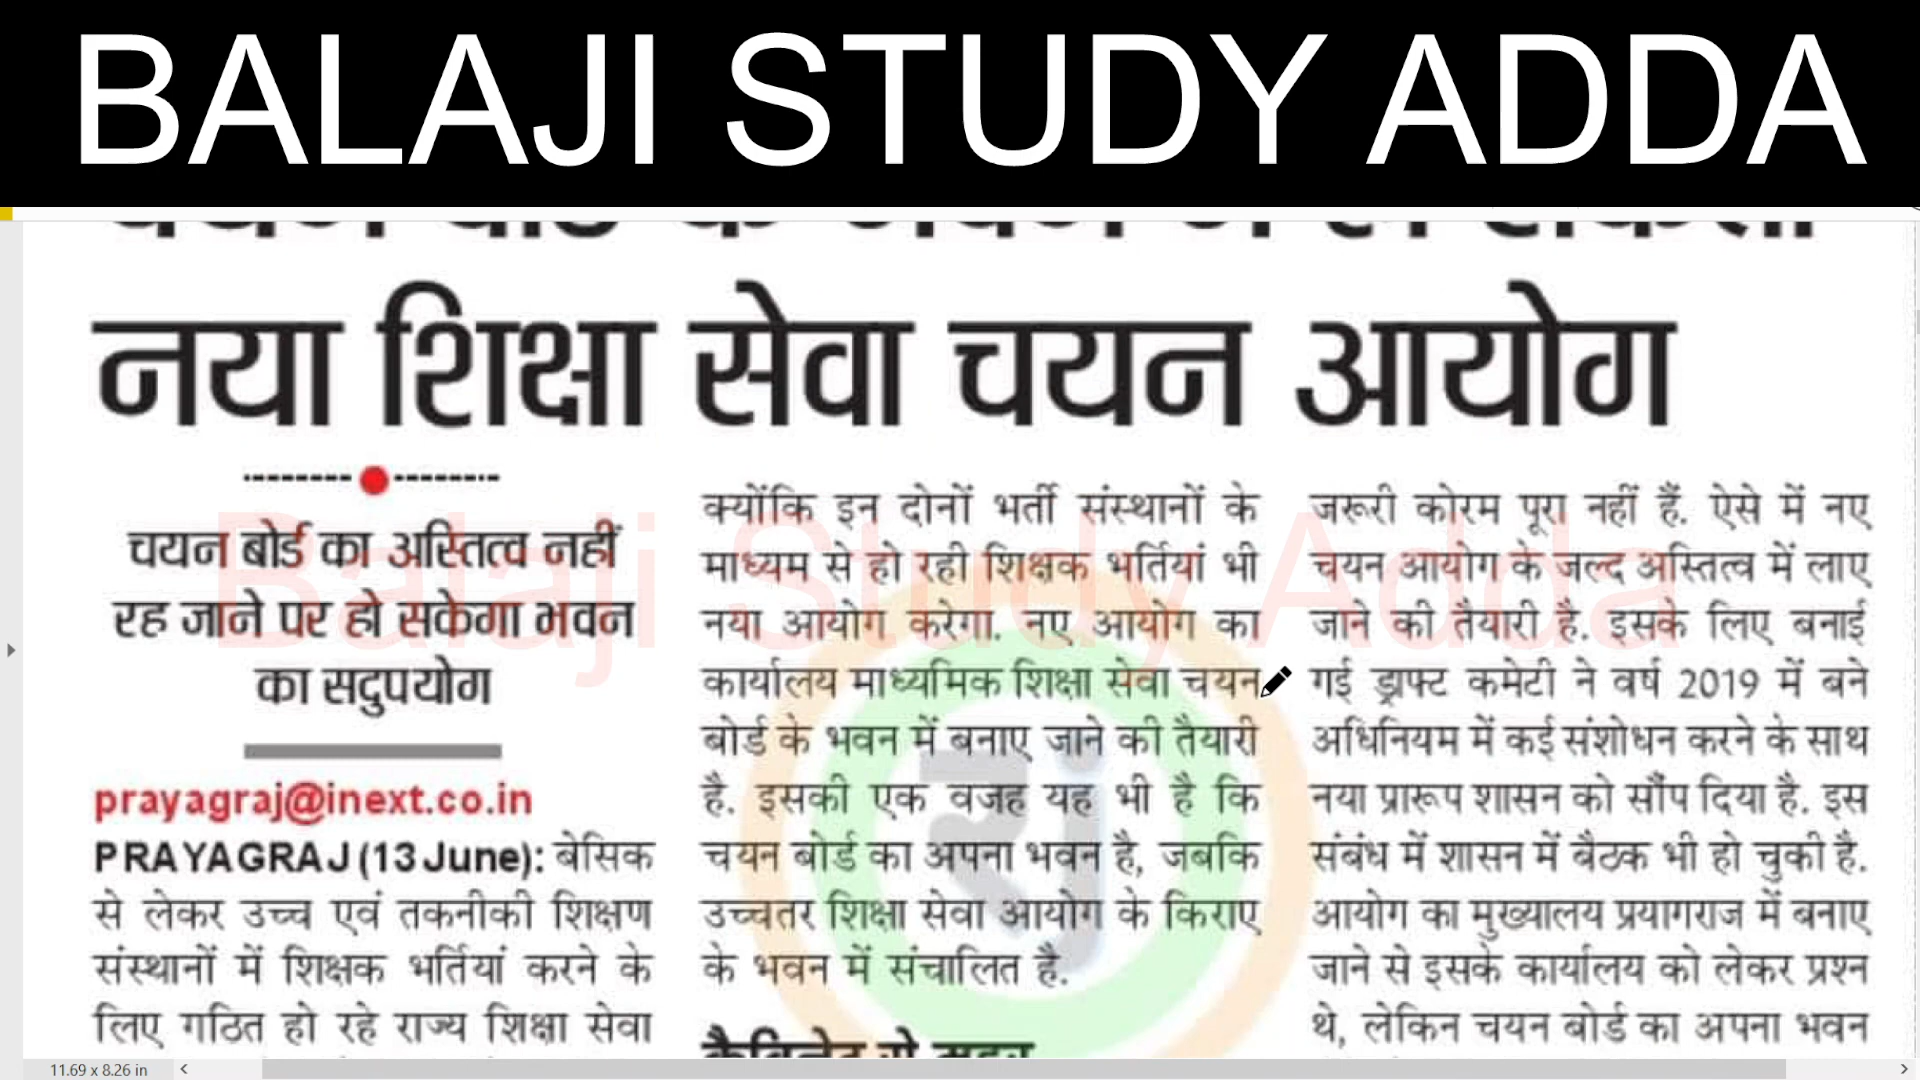 BALAJI STUDY ADDA
नया शिक्षा सेवा चयन आयोग
चयन बोर्ड का अस्तित्व नहीं
रह जाने पर हो सकेगा भवन
का सदुपयोग
prayagraj@inext.co.in
PRAYAGRAJ (13 June): बेसिक
से लेकर उच्च एवं तकनीकी शिक्षण
संस्थानों में शिक्षक भर्तियां करने के
लिए गठित हो रहे राज्य शिक्षा सेवा
क्योंकि इन दोनों भर्ती संस्थानों के
माध्यम से हो रही शिक्षक भर्तियां भी
नया आयोग करेगा. नए आयोग का
कार्यालय माध्यमिक शिक्षा सेवा चयन
बोर्ड के भवन में बनाए जाने की तैयारी
है. इसकी एक वजह यह भी है कि
चयन बोर्ड का अपना भवन है, जबकि
उच्चतर शिक्षा सेवा आयोग के किराए
के भवन में संचालित है.
जरूरी कोरम पूरा नहीं हैं. ऐसे में नए
चयन आयोग के जल्द अस्तित्व में लाए
जाने की तैयारी है. इसके लिए बनाई
गई ड्राफ्ट कमेटी ने वर्ष 2019 में बने
अधिनियम में कई संशोधन करने के साथ
नया प्रारूप शासन को सौंप दिया है. इस
संबंध में शासन में बैठक भी हो चुकी है.
आयोग का मुख्यालय प्रयागराज में बनाए
जाने से इसके कार्यालय को लेकर प्रश्न
थे, लेकिन चयन बोर्ड का अपना भवन
Balaji Study Adda
11.69 x 8.26 in